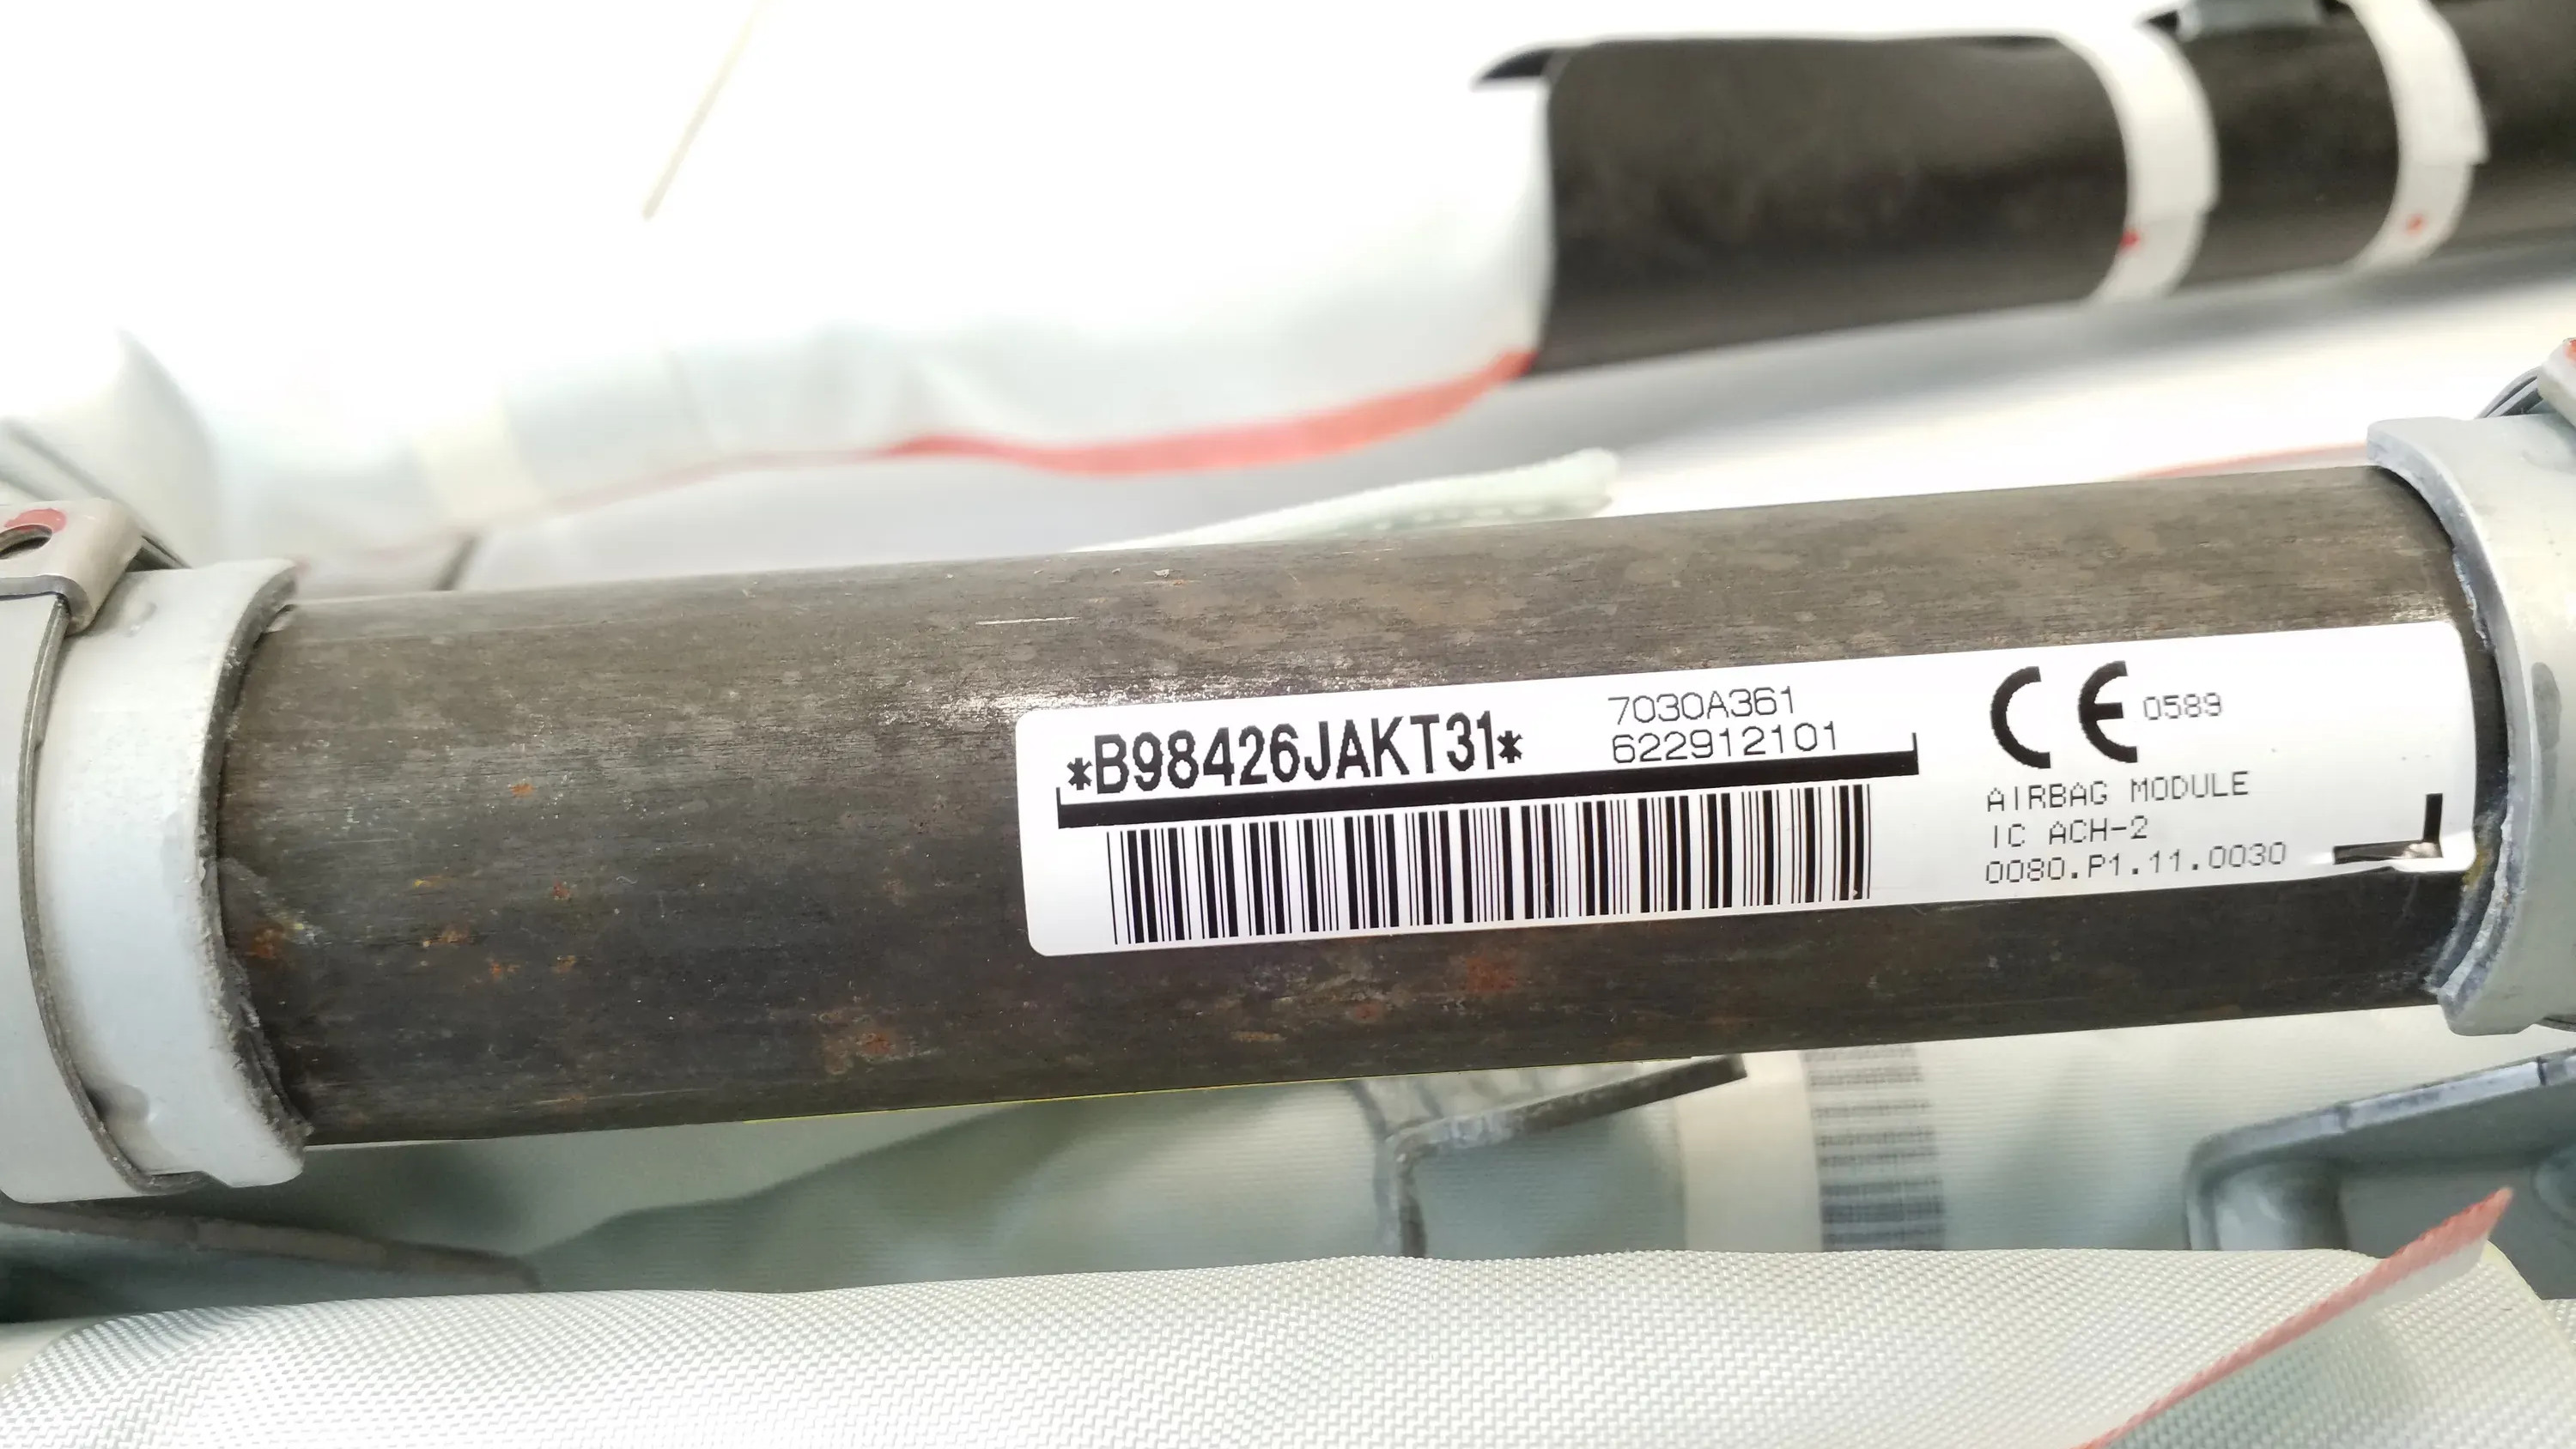 *B98426JAKT31*
7030A361
622912101
CE 0589
AIRBAG MODULE
IC ACH-2
0080.P1.11.0030